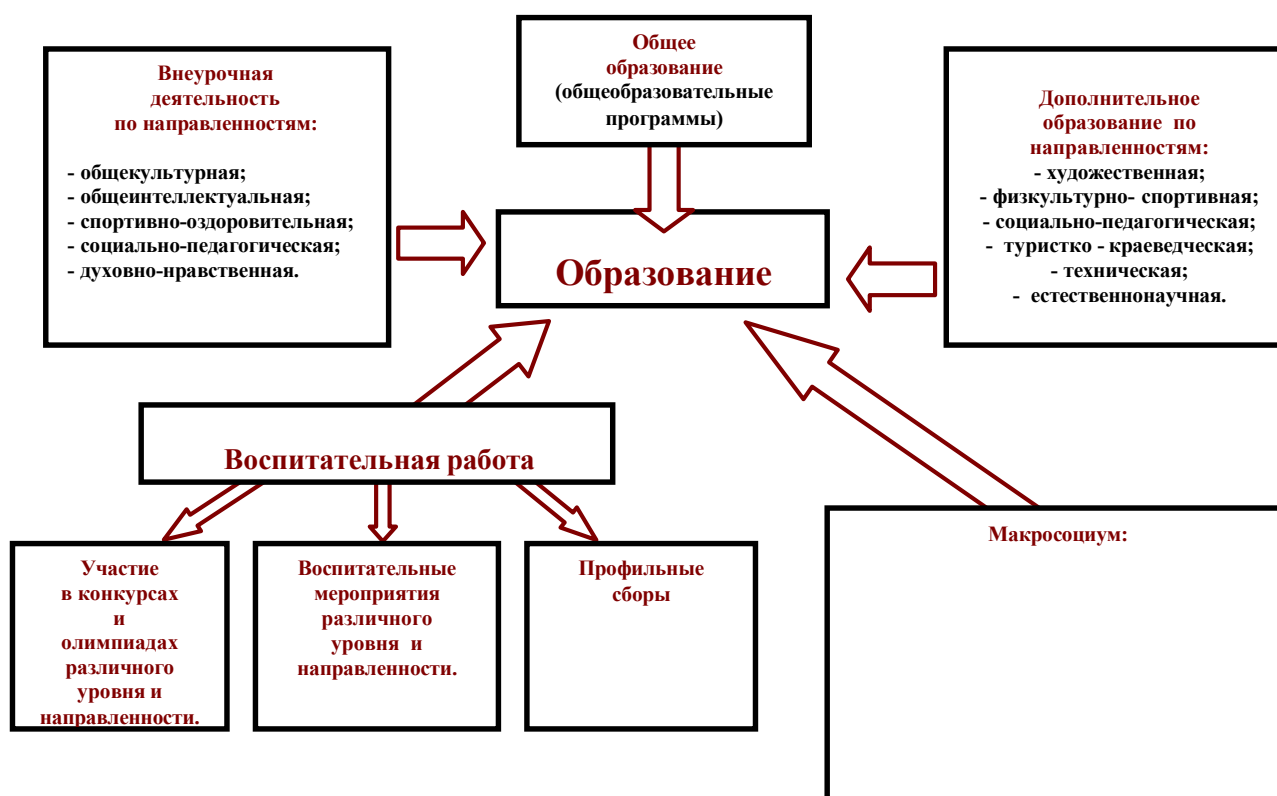 Общее
образование
(общеобразовательные
программы)
Внеурочная
деятельность
по направленностям:
- общекультурная;
- общеинтеллектуальная;
- спортивно-оздоровительная;
- социально-педагогическая;
- духовно-нравственная.
Дополнительное
образование по
направленностям:
- художественная;
- физкультурно- спортивная;
- социально-педагогическая;
- туристко - краеведческая;
- техническая;
- естественнонаучная.
Образование
Воспитательная работа
Участие
в конкурсах
и
олимпиадах
различного
уровня и
направленности.
Воспитательные
мероприятия
различного
уровня и
направленности.
Профильные
сборы
Макросоциум: